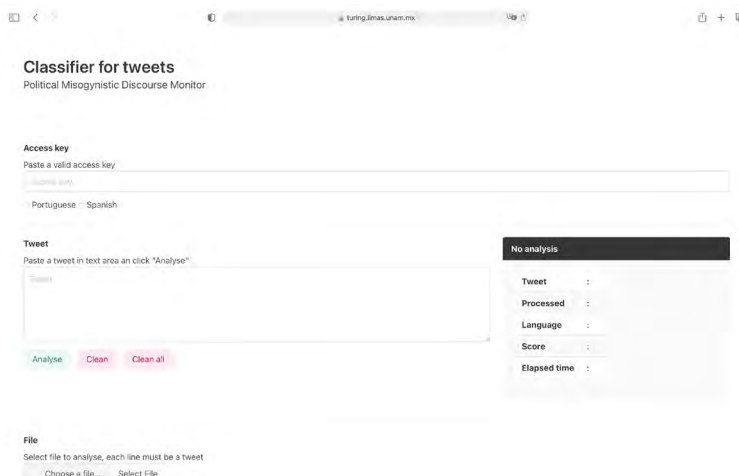 turing.iimas.unam.mx
Classifier for tweets
Political Misogynistic Discourse Monitor
Access key
Paste a valid access key
Access key
Portuguese Spanish
Tweet
Paste a tweet in text area an click "Analyse"
Tweet
Analyse Clean Clean all
No analysis
Tweet :
Processed :
Language :
Score :
Elapsed time :
File
Select file to analyse, each line must be a tweet
Choose a file... Select File